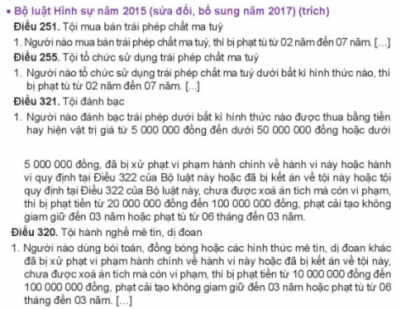 • Bộ luật Hình sự năm 2015 (sửa đổi, bổ sung năm 2017) (trích)
Điều 251. Tội mua bán trái phép chất ma tuý
1. Người nào mua bán trái phép chất ma tuý, thì bị phạt tù từ 02 năm đến 07 năm. [...]
Điều 255. Tội tổ chức sử dụng trái phép chất ma tuý
1. Người nào tổ chức sử dụng trái phép chất ma tuý dưới bất kì hình thức nào, thì
bị phạt tù từ 02 năm đến 07 năm. [...]
Điều 321. Tội đánh bạc
1. Người nào đánh bạc trái phép dưới bất kì hình thức nào được thua bằng tiền
hay hiện vật trị giá từ 5 000 000 đồng đến dưới 50 000 000 đồng hoặc dưới
5 000 000 đồng, đã bị xử phạt vi phạm hành chính về hành vi này hoặc hành
vi quy định tại Điều 322 của Bộ luật này hoặc đã bị kết án về tội này hoặc tội
quy định tại Điều 322 của Bộ luật này, chưa được xoá án tích mà còn vi phạm,
thì bị phạt tiền từ 20 000 000 đồng đến 100 000 000 đồng, phạt cải tạo không
giam giữ đến 03 năm hoặc phạt tù từ 06 tháng đến 03 năm.
Điều 320. Tội hành nghề mê tín, dị đoan
1. Người nào dùng bói toán, đồng bóng hoặc các hình thức mê tín, dị đoan khác
đã bị xử phạt vi phạm hành chính về hành vi này hoặc đã bị kết án về tội này,
chưa được xoá án tích mà còn vi phạm, thì bị phạt tiền từ 10 000 000 đồng đến
100 000 000 đồng, phạt cải tạo không giam giữ đến 03 năm hoặc phạt tù từ 06
tháng đến 03 năm. [...]